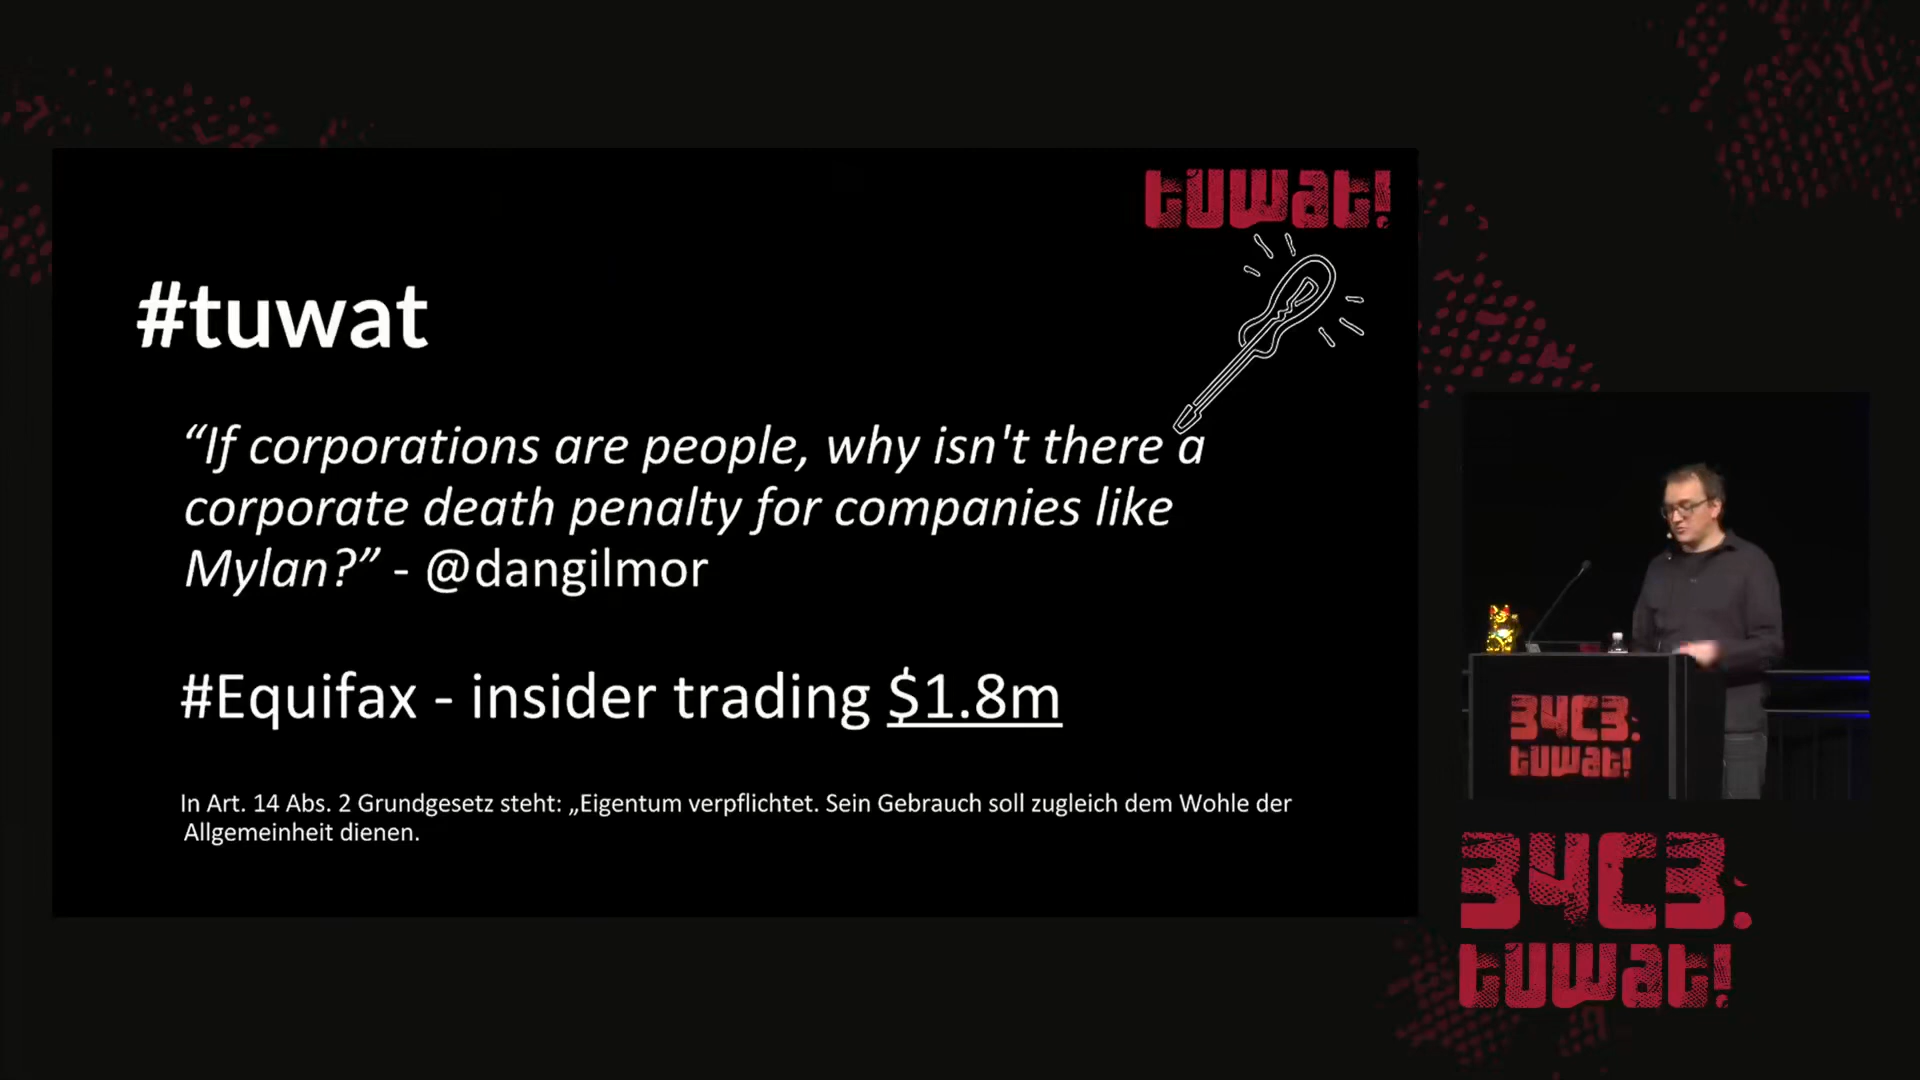 tuwat!
#tuwat
“If corporations are people, why isn't there a
corporate death penalty for companies like
Mylan?” - @dangilmor
#Equifax - insider trading $1.8m
In Art. 14 Abs. 2 Grundgesetz steht: „Eigentum verpflichtet. Sein Gebrauch soll zugleich dem Wohle der
Allgemeinheit dienen.
34C3:
tuwat!
34C3:
tuwat!